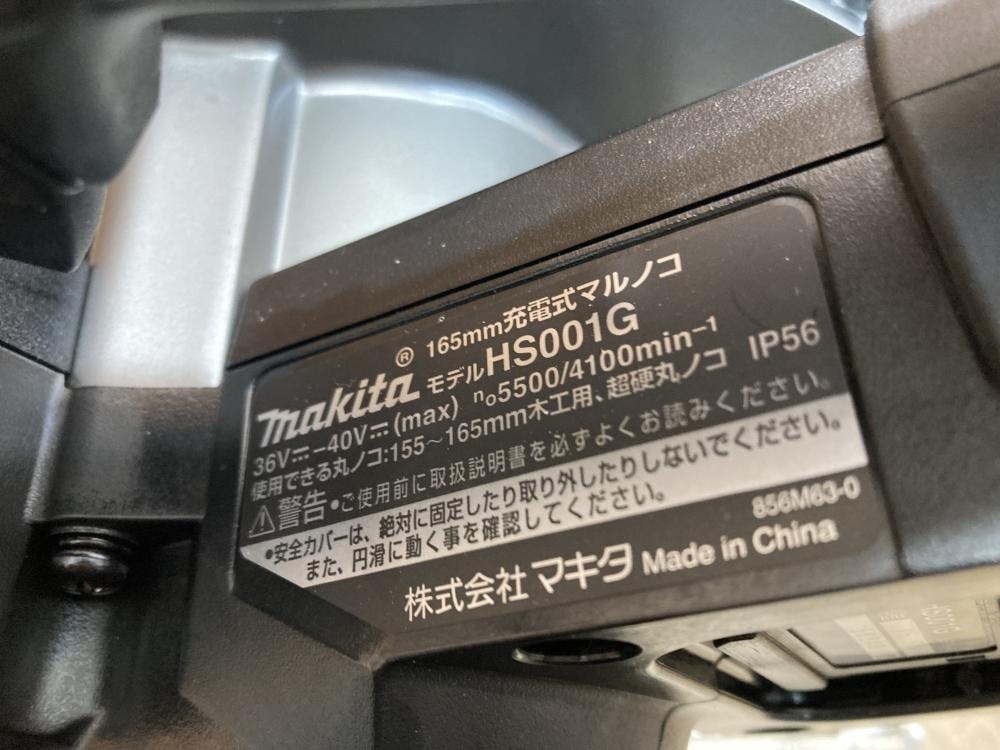 165mm充電式マルノコ
makita® モデルHS001G
36V⎓-40V⎓(max) n₀5500/4100min⁻¹
使用できる丸ノコ:155~165mm木工用、超硬丸ノコ IP56
⚠警告 •ご使用前に取扱説明書を必ずよくお読みください。
•安全カバーは、絶対に固定したり取り外したりしないでください。
また、円滑に動く事を確認してください。
856M63-0
株式会社マキタ Made in China